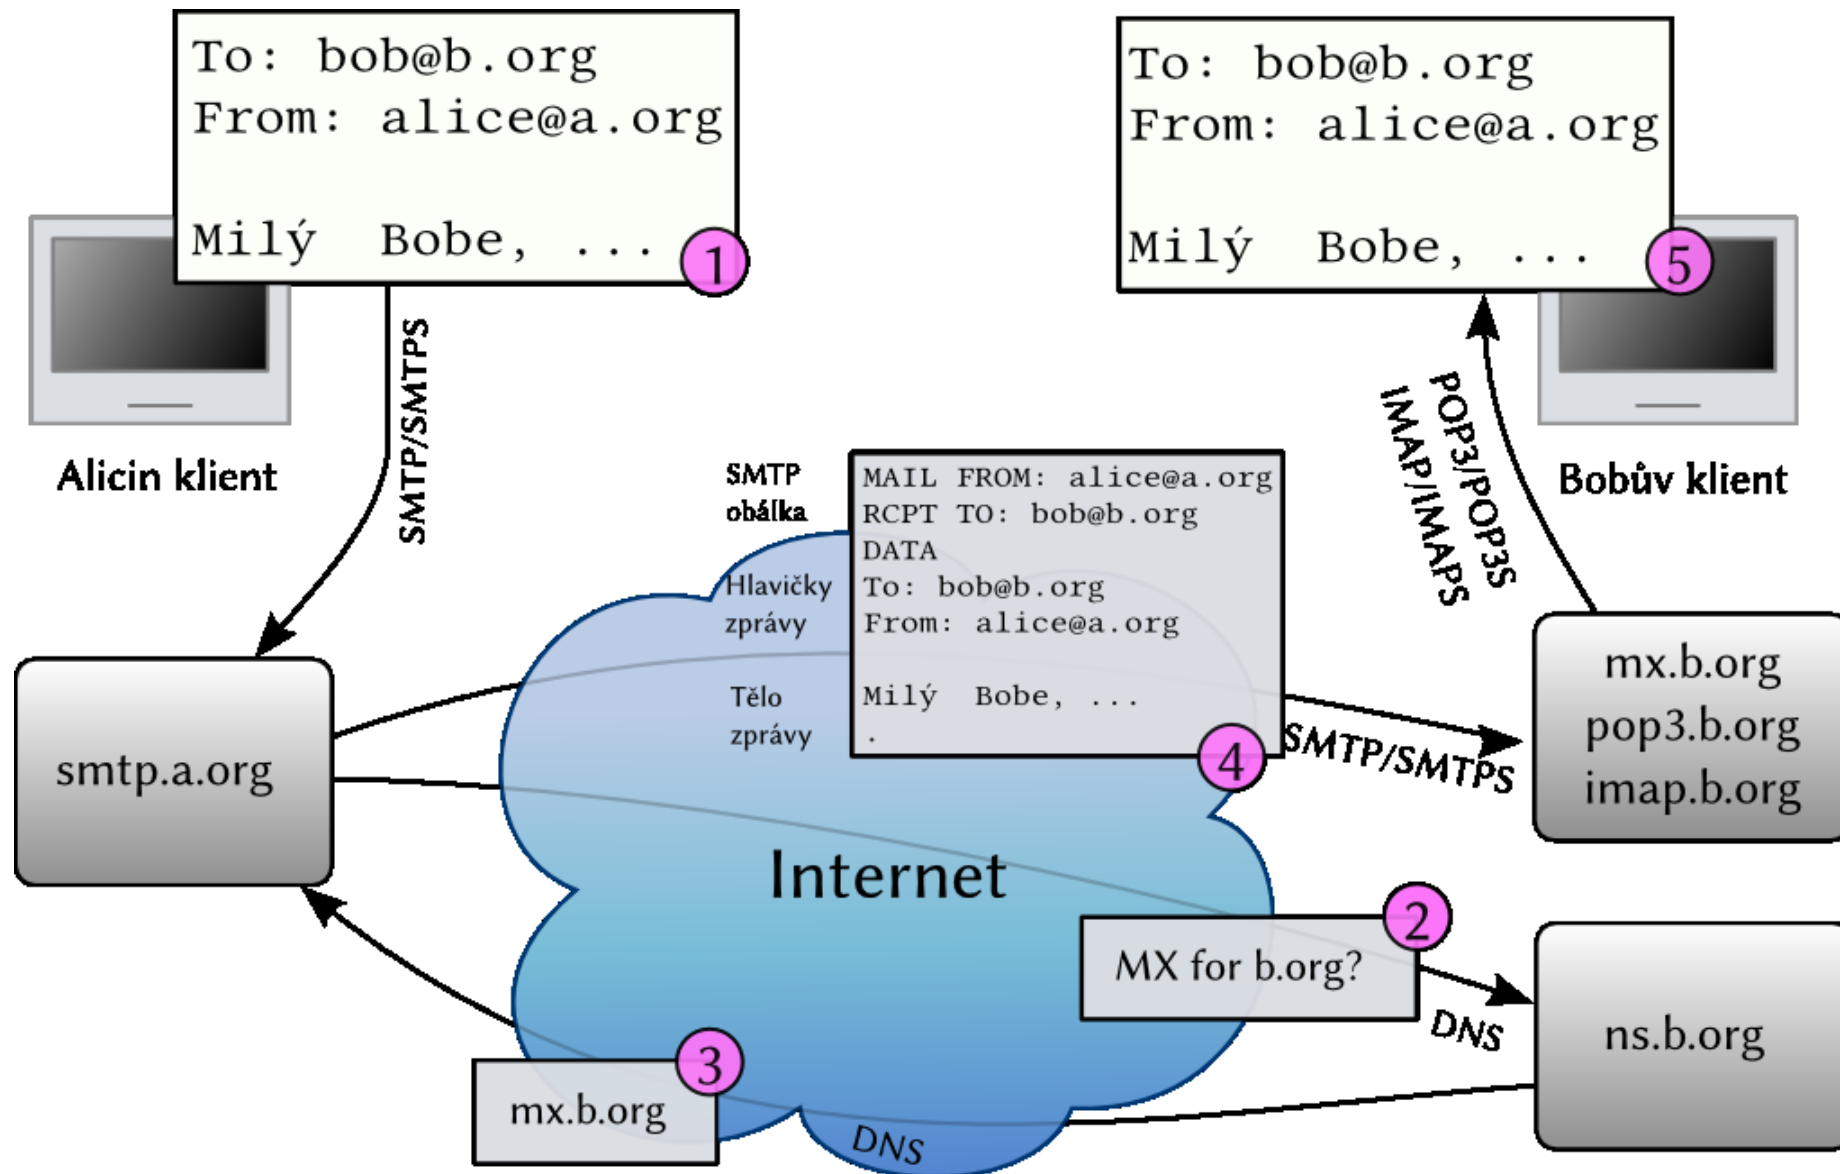 To: bob@b.org
From: alice@a.org
Milý  Bobe, ...
1
Alicin klient
SMTP/SMTPS
To: bob@b.org
From: alice@a.org
Milý  Bobe, ...
5
Bobův klient
POP3/POP3S
IMAP/IMAPS
SMTP
obálka
MAIL FROM: alice@a.org
RCPT TO: bob@b.org
DATA
Hlavičky
zprávy
To: bob@b.org
From: alice@a.org
Tělo
zprávy
Milý  Bobe, ...
.
4
SMTP/SMTPS
smtp.a.org
mx.b.org
pop3.b.org
imap.b.org
Internet
MX for b.org?
2
DNS
ns.b.org
mx.b.org
3
DNS